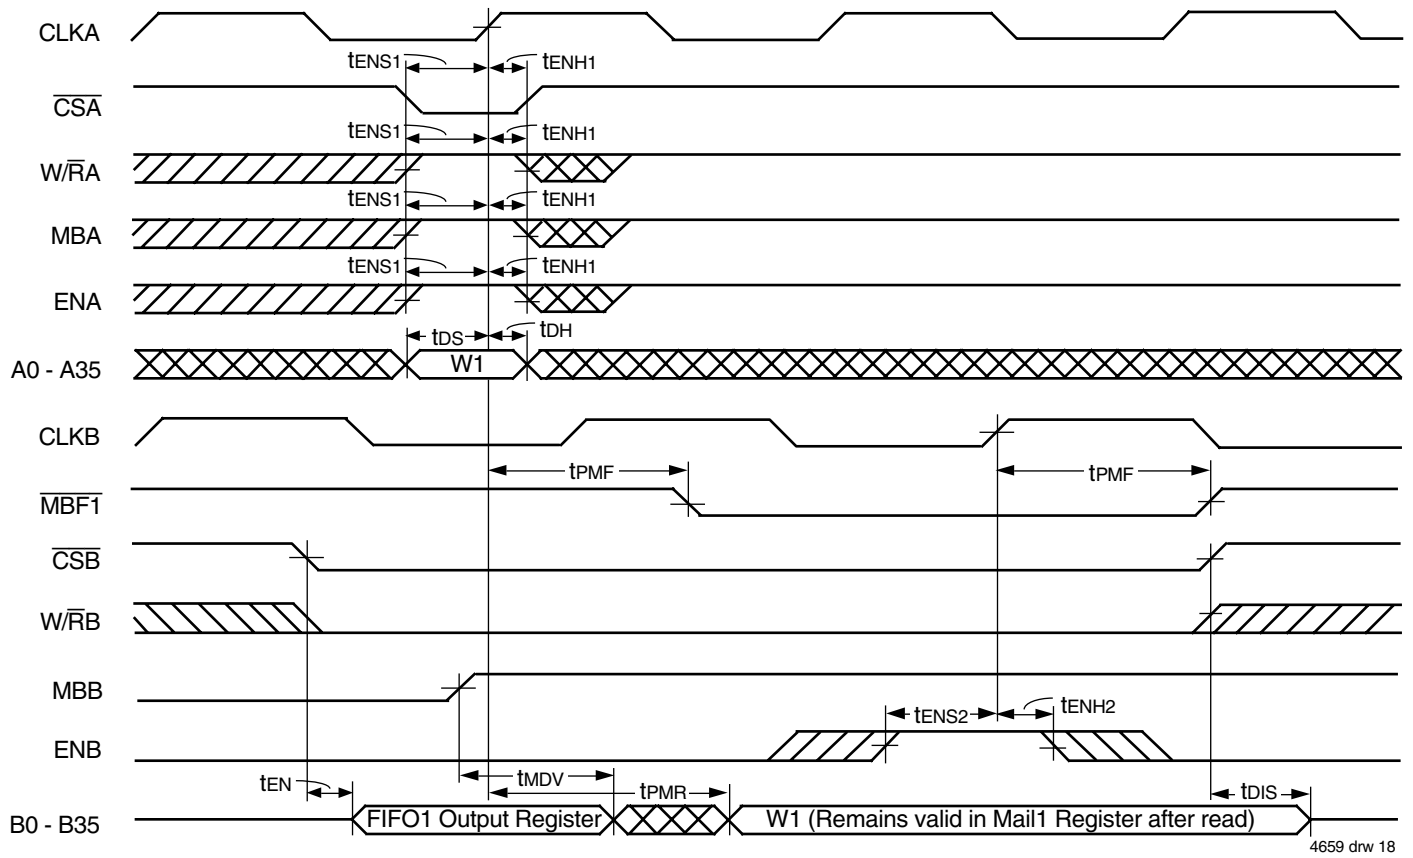 CLKA
tENS1 tENH1
CSA
tENS1 tENH1
W/RA
tENS1 tENH1
MBA
tENS1 tENH1
ENA
tDS tDH
A0 - A35 W1
CLKB
tPMF tPMF
MBF1
CSB
W/RB
MBB
tENS2 tENH2
ENB
tEN tMDV tPMR tDIS
B0 - B35 FIFO1 Output Register W1 (Remains valid in Mail1 Register after read)
4659 drw 18